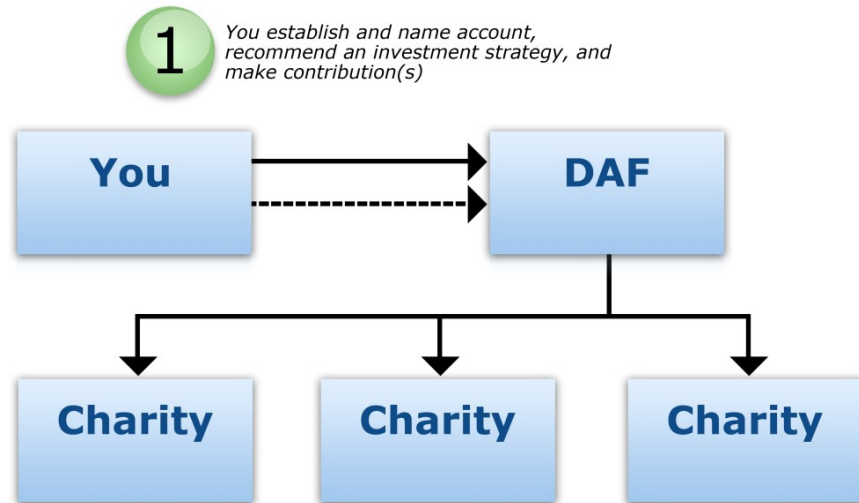 1
You establish and name account,
recommend an investment strategy, and
make contribution(s)
You
DAF
Charity
Charity
Charity